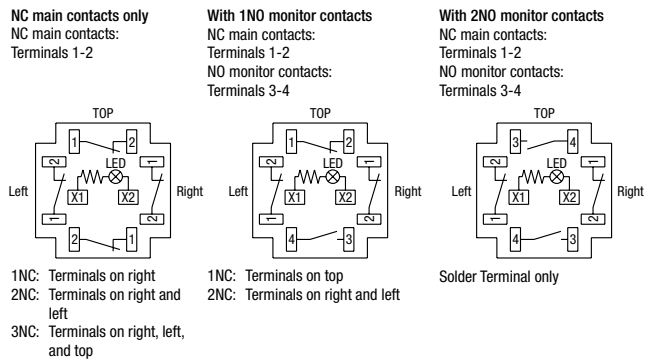 NC main contacts only
NC main contacts:
Terminals 1-2
TOP
1 2
LED
2 1
Left Right
X1 X2
1 2
2 1
1NC: Terminals on right
2NC: Terminals on right and
left
3NC: Terminals on right, left,
and top
With 1NO monitor contacts
NC main contacts:
Terminals 1-2
NO monitor contacts:
Terminals 3-4
TOP
1 2
LED
2 1
Left Right
X1 X2
1 2
4 3
1NC: Terminals on top
2NC: Terminals on right and left
With 2NO monitor contacts
NC main contacts:
Terminals 1-2
NO monitor contacts:
Terminals 3-4
TOP
3 4
LED
2 1
Left Right
X1 X2
1 2
4 3
Solder Terminal only